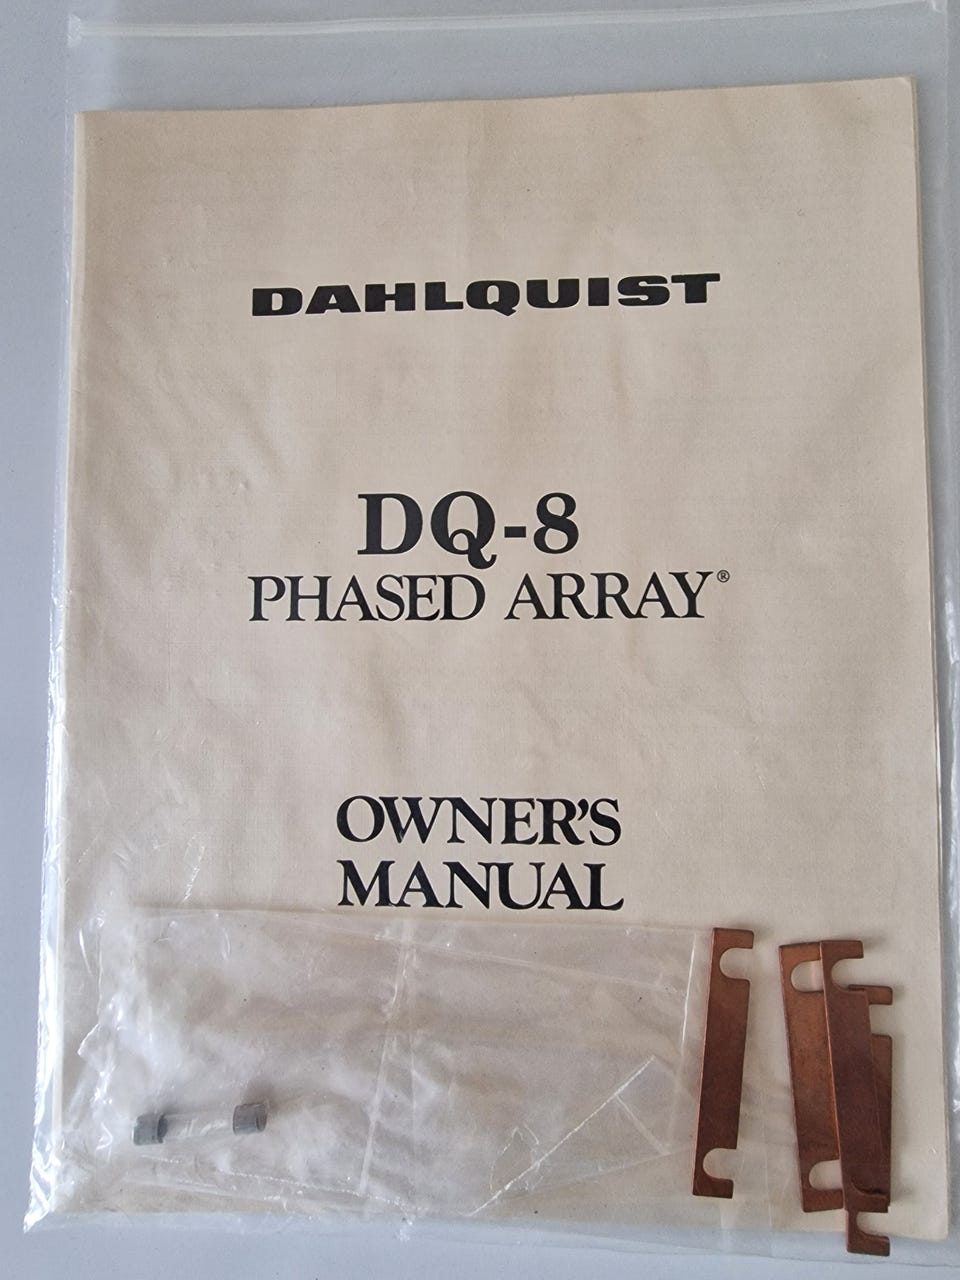 DAHLQUIST
DQ-8
PHASED ARRAY®
OWNER'S
MANUAL